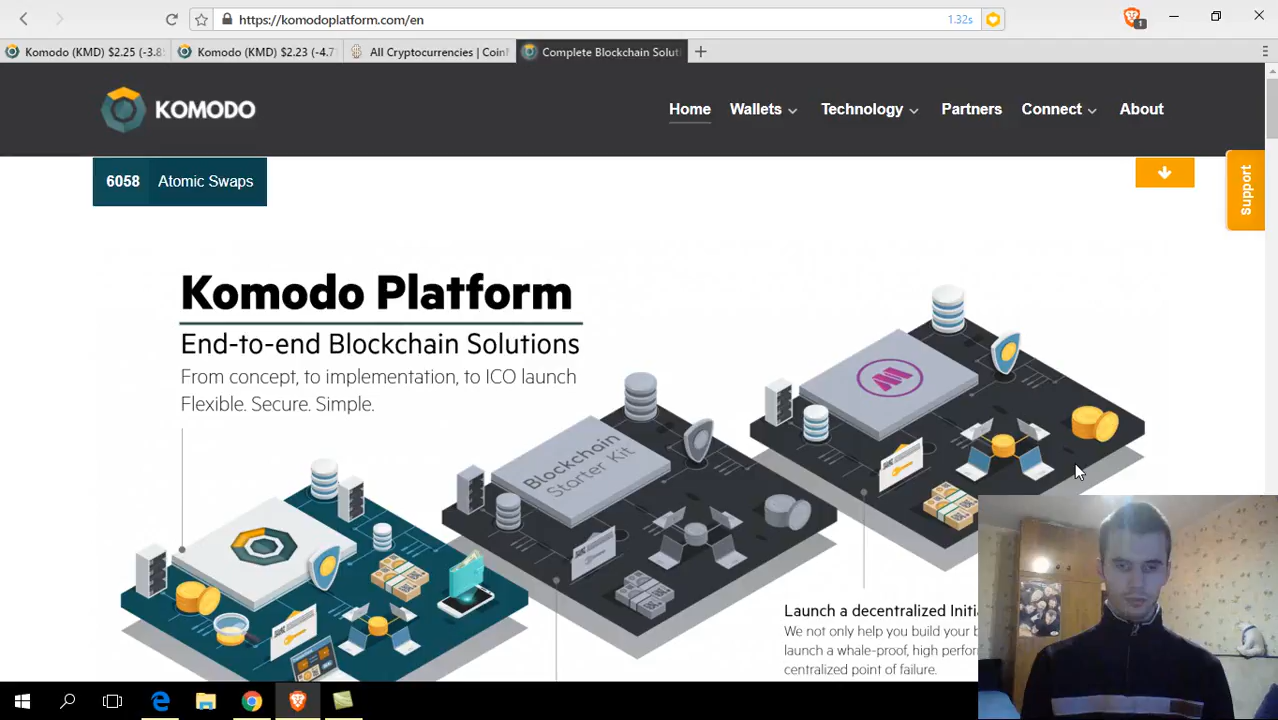 https://komodoplatform.com/en
1.32s
1
Komodo (KMD) $2.25 (-3.8
Komodo (KMD) $2.23 (-4.7
All Cryptocurrencies | Coin
Complete Blockchain Solut
KOMODO
Home
Wallets
Technology
Partners
Connect
About
6058 Atomic Swaps
Support
Komodo Platform
End-to-end Blockchain Solutions
From concept, to implementation, to ICO launch
Flexible. Secure. Simple.
Blockchain
Starter Kit
Launch a decentralized Initi
We not only help you build your b
launch a whale-proof, high perfor
centralized point of failure.